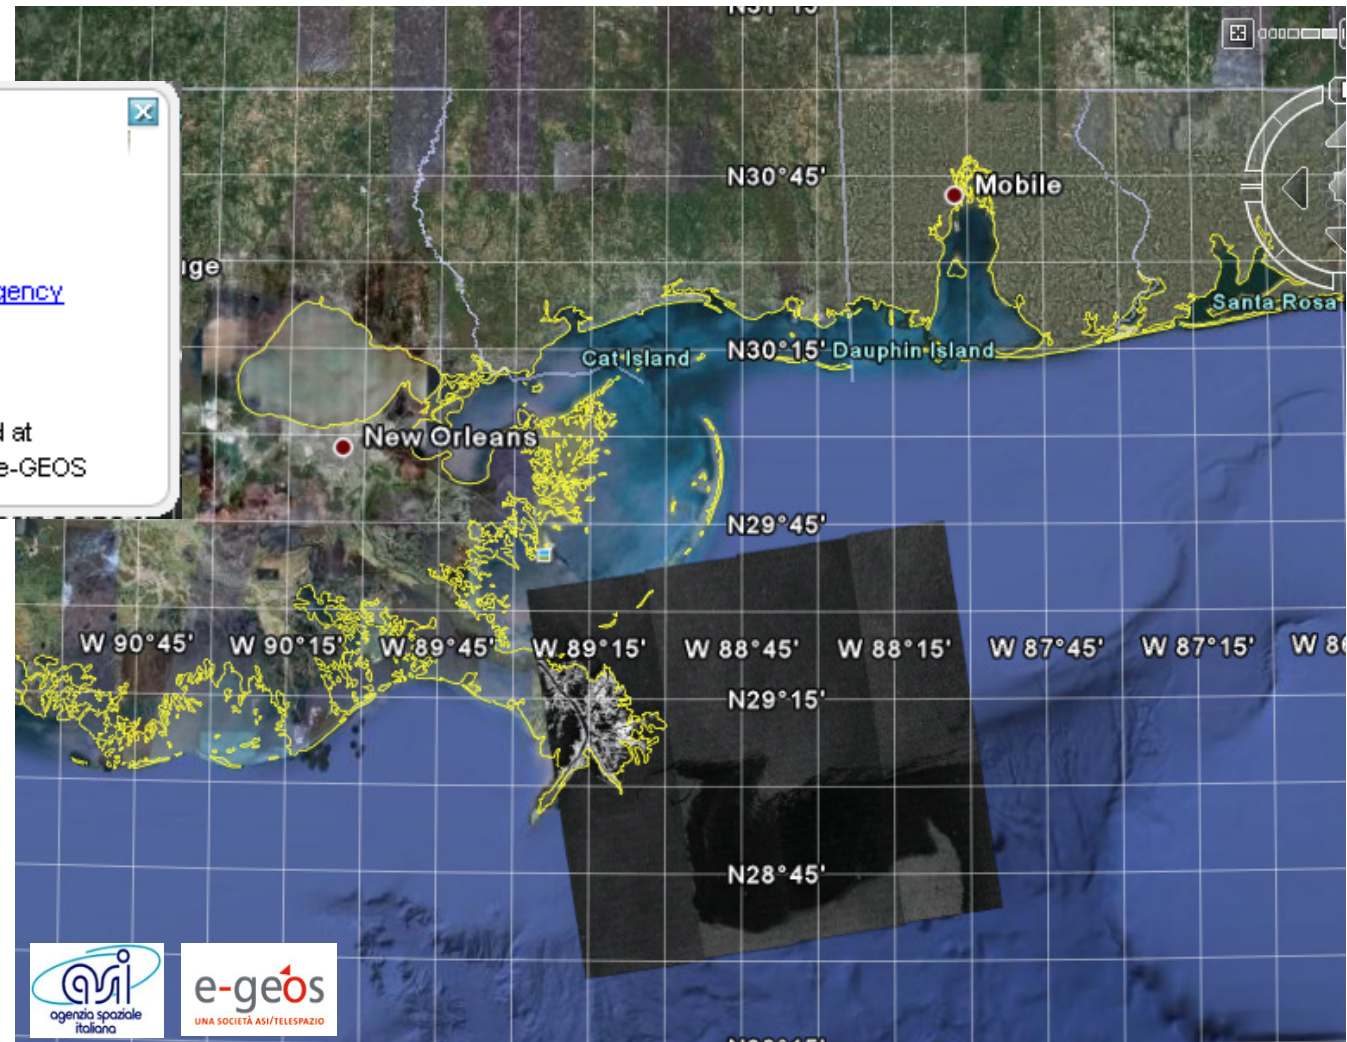 N30°45'
Mobile
gency
Santa Rosa
Cat Island
N30°15'
Dauphin Island
d at
e-GEOS
New Orleans
N29°45'
W 90°45'
W 90°15'
W 89°45'
W 89°15'
W 88°45'
W 88°15'
W 87°45'
W 87°15'
W 86
N29°15'
N28°45'
asi
agenzia spaziale
italiana
e-geos
UNA SOCIETÀ ASI/TELESPAZIO